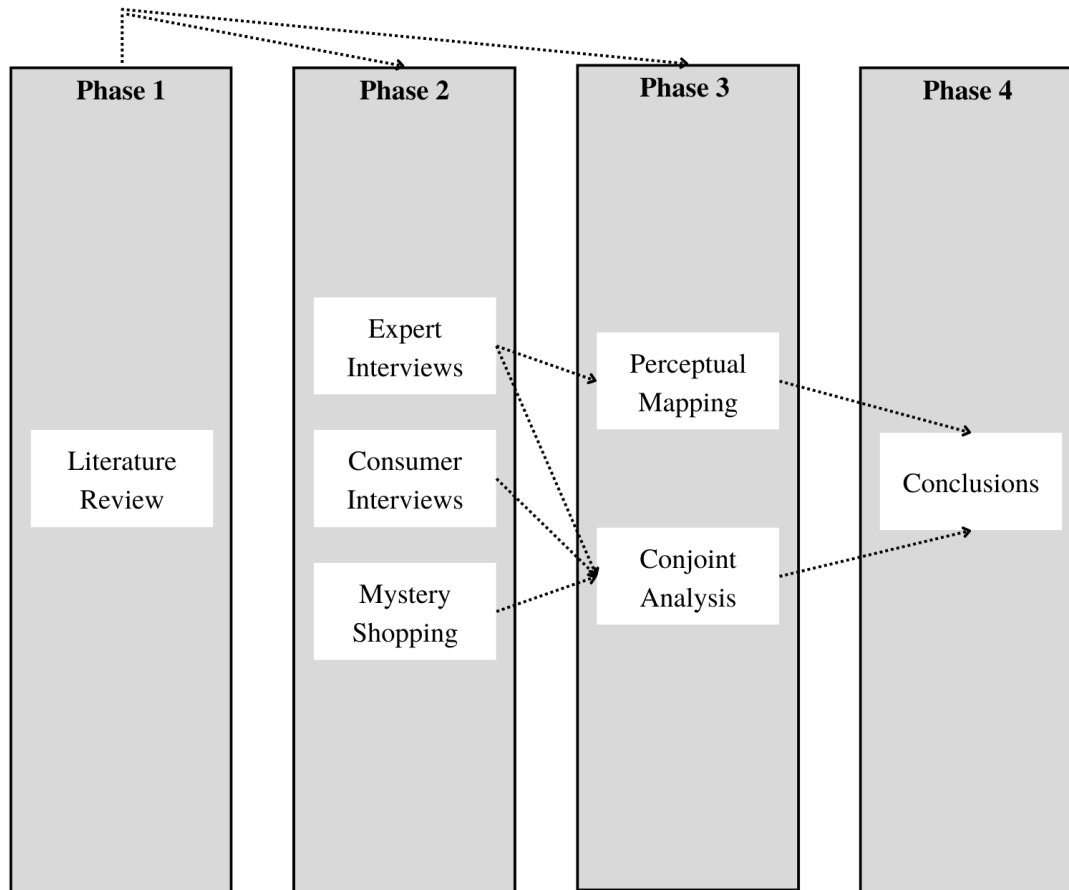 Phase 1
Literature
Review
Phase 2
Expert
Interviews
Consumer
Interviews
Mystery
Shopping
Phase 3
Perceptual
Mapping
Conjoint
Analysis
Phase 4
Conclusions